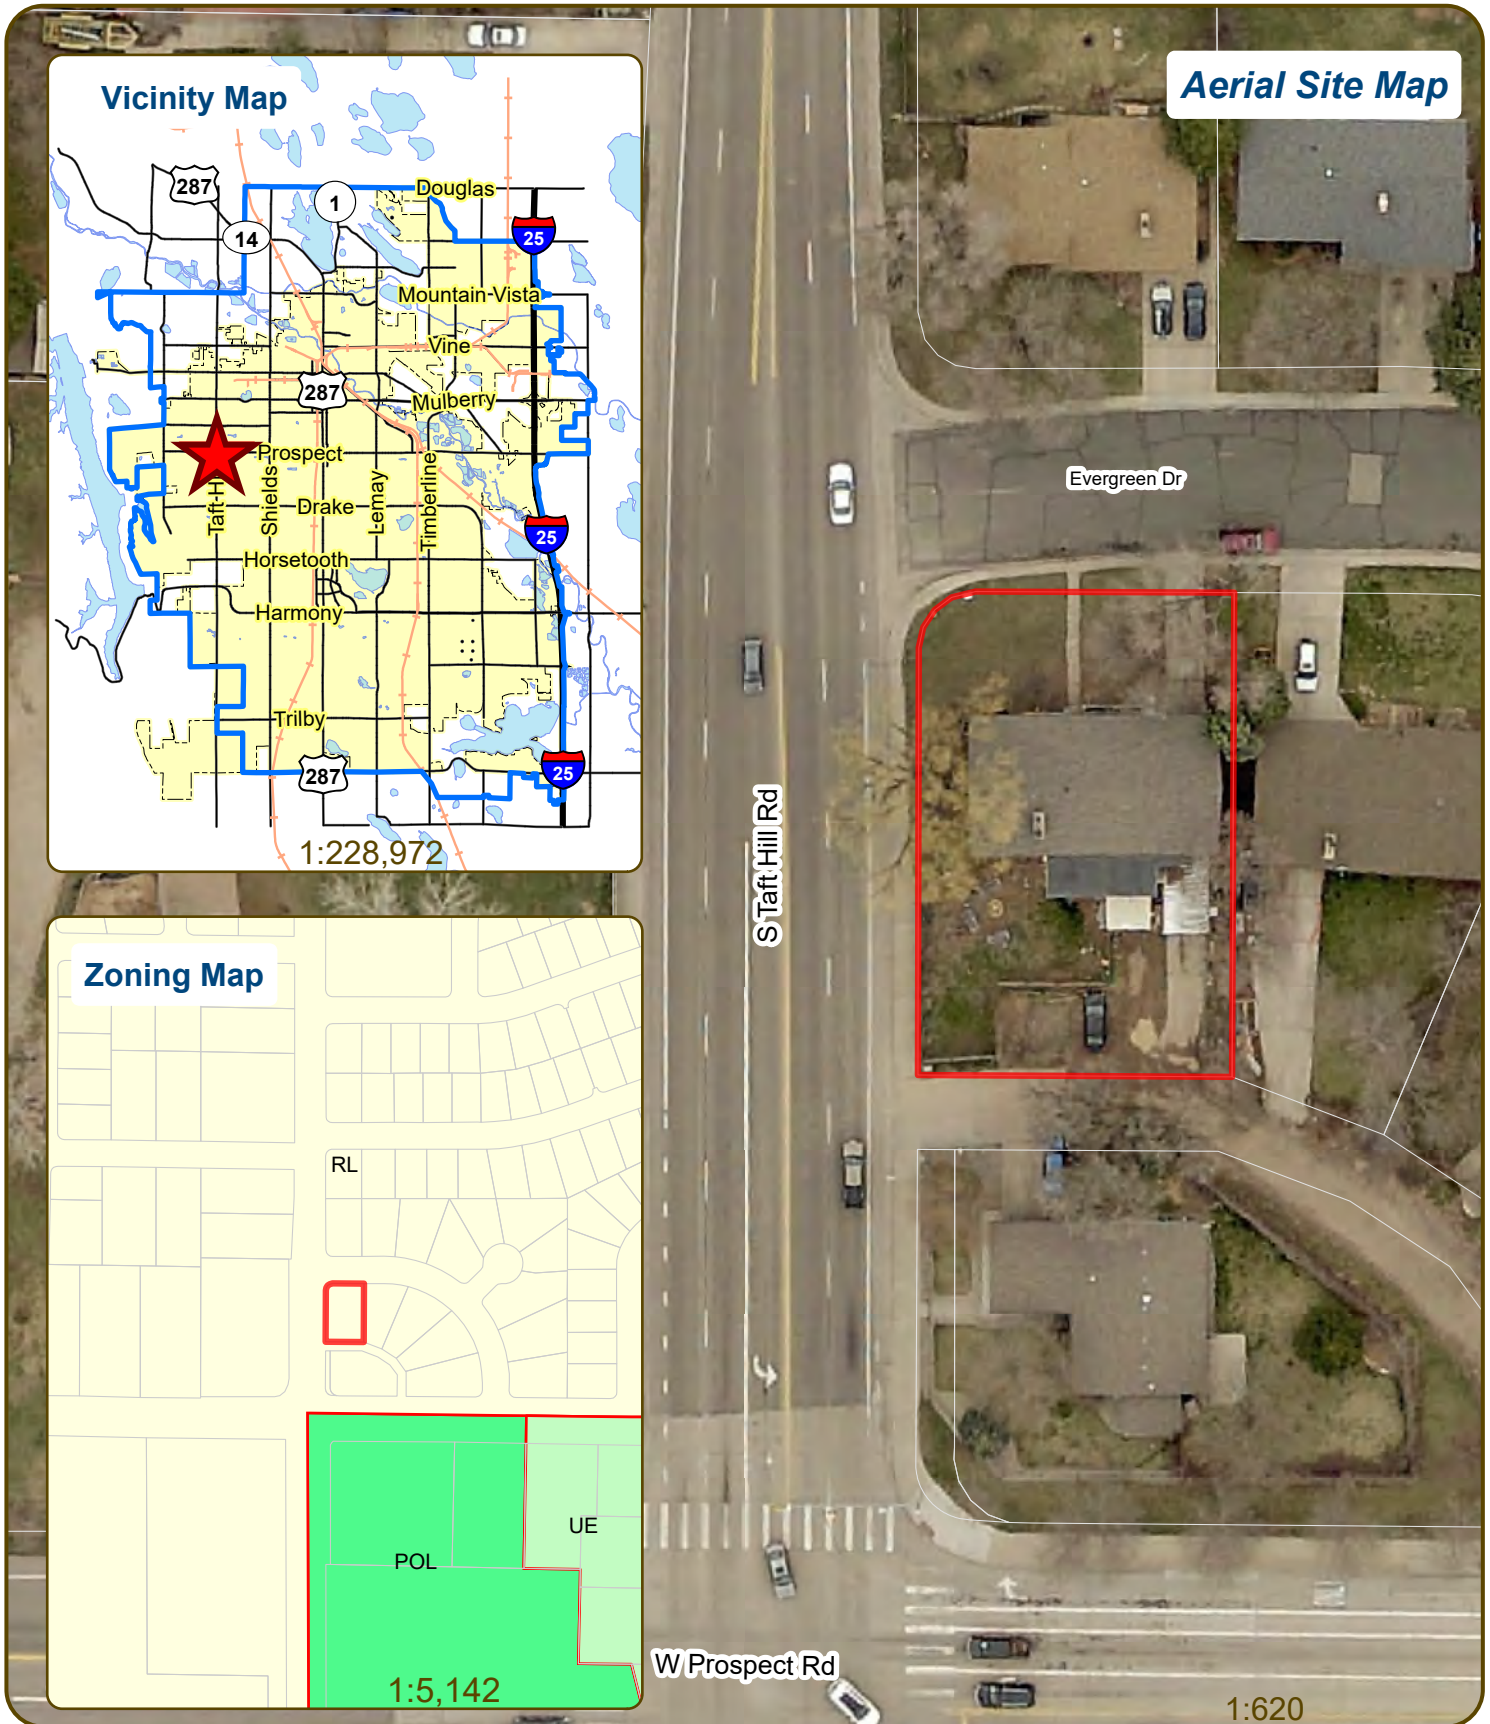 Vicinity Map
287
1
Douglas
14
25
Mountain-Vista
Vine
287
Mulberry
Prospect
Taft-Hi
Shields
Drake
Lemay
Timberline
25
Horsetooth
Harmony
Trilby
287
25
1:228,972
Zoning Map
RL
UE
POL
1:5,142
Aerial Site Map
Evergreen Dr
S Taft Hill Rd
W Prospect Rd
1:620